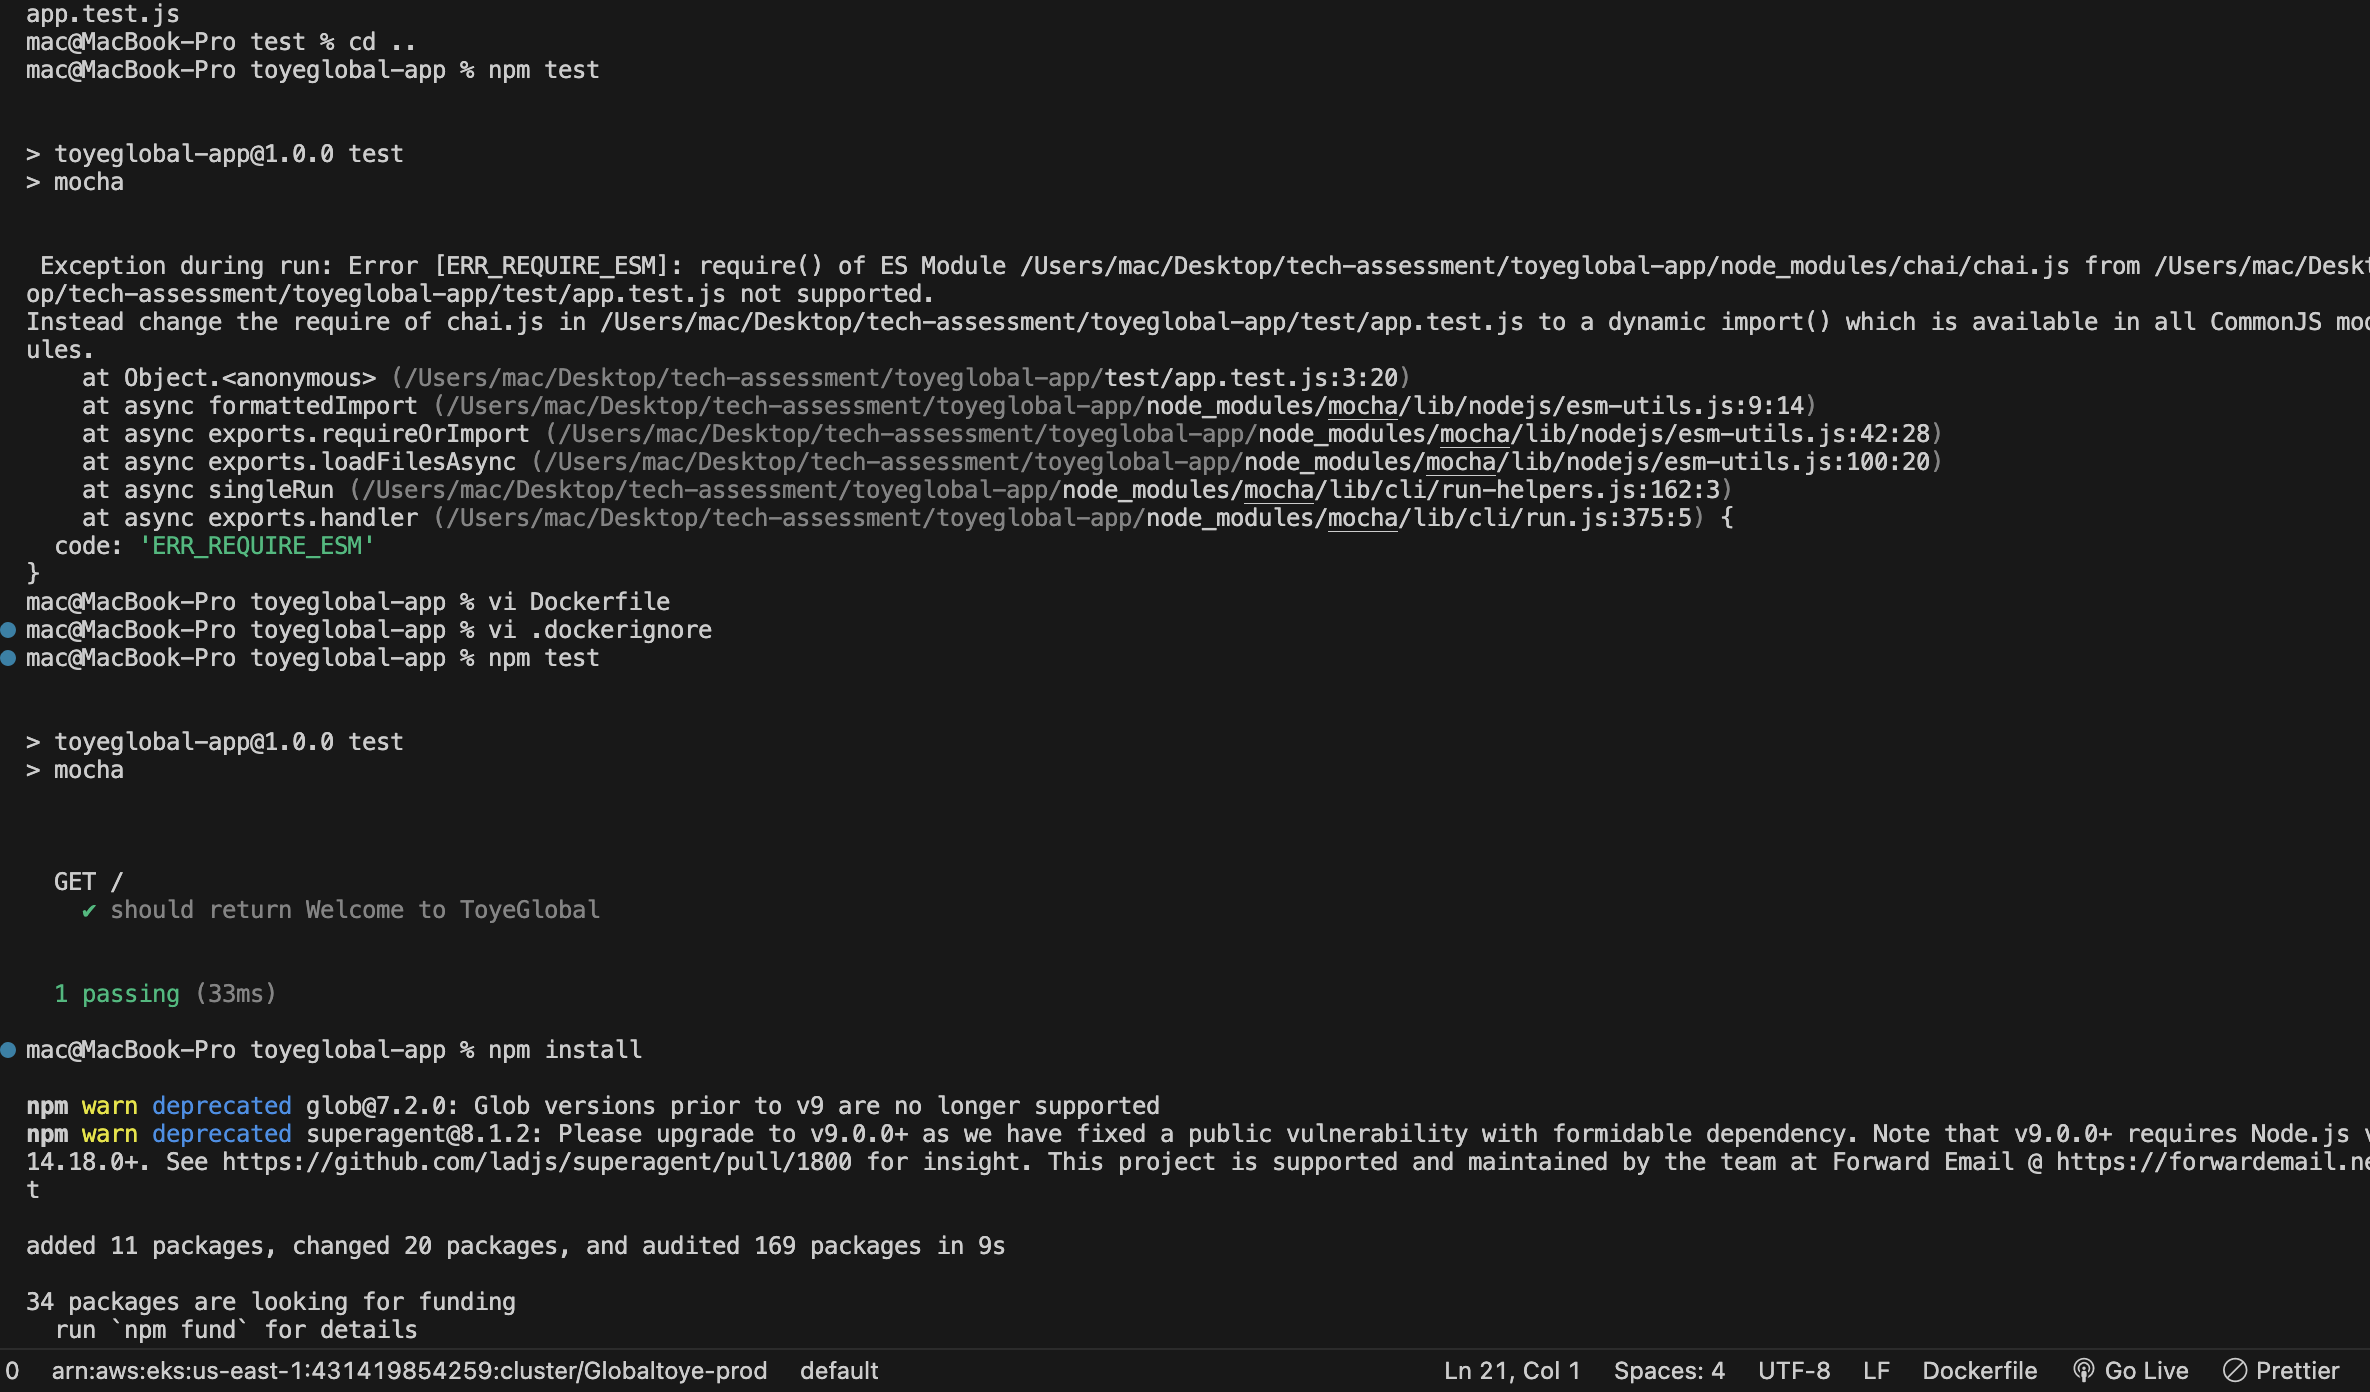 app.test.js
mac@MacBook-Pro test % cd ..
mac@MacBook-Pro toyeglobal-app % npm test
> toyeglobal-app@1.0.0 test
> mocha
Exception during run: Error [ERR_REQUIRE_ESM]: require() of ES Module /Users/mac/Desktop/tech-assessment/toyeglobal-app/node_modules/chai/chai.js from /Users/mac/Deskt
op/tech-assessment/toyeglobal-app/test/app.test.js not supported.
Instead change the require of chai.js in /Users/mac/Desktop/tech-assessment/toyeglobal-app/test/app.test.js to a dynamic import() which is available in all CommonJS mod
ules.
at Object.<anonymous> (/Users/mac/Desktop/tech-assessment/toyeglobal-app/test/app.test.js:3:20)
at async formattedImport (/Users/mac/Desktop/tech-assessment/toyeglobal-app/node_modules/mocha/lib/nodejs/esm-utils.js:9:14)
at async exports.requireOrImport (/Users/mac/Desktop/tech-assessment/toyeglobal-app/node_modules/mocha/lib/nodejs/esm-utils.js:42:28)
at async exports.loadFilesAsync (/Users/mac/Desktop/tech-assessment/toyeglobal-app/node_modules/mocha/lib/nodejs/esm-utils.js:100:20)
at async singleRun (/Users/mac/Desktop/tech-assessment/toyeglobal-app/node_modules/mocha/lib/cli/run-helpers.js:162:3)
at async exports.handler (/Users/mac/Desktop/tech-assessment/toyeglobal-app/node_modules/mocha/lib/cli/run.js:375:5) {
code: 'ERR_REQUIRE_ESM'
}
mac@MacBook-Pro toyeglobal-app % vi Dockerfile
mac@MacBook-Pro toyeglobal-app % vi .dockerignore
mac@MacBook-Pro toyeglobal-app % npm test
> toyeglobal-app@1.0.0 test
> mocha
GET /
✔ should return Welcome to ToyeGlobal
1 passing (33ms)
mac@MacBook-Pro toyeglobal-app % npm install
npm warn deprecated glob@7.2.0: Glob versions prior to v9 are no longer supported
npm warn deprecated superagent@8.1.2: Please upgrade to v9.0.0+ as we have fixed a public vulnerability with formidable dependency. Note that v9.0.0+ requires Node.js v
14.18.0+. See https://github.com/ladjs/superagent/pull/1800 for insight. This project is supported and maintained by the team at Forward Email @ https://forwardemail.ne
t
added 11 packages, changed 20 packages, and audited 169 packages in 9s
34 packages are looking for funding
run `npm fund` for details
0 arn:aws:eks:us-east-1:431419854259:cluster/Globaltoye-prod default Ln 21, Col 1 Spaces: 4 UTF-8 LF Dockerfile Go Live Prettier